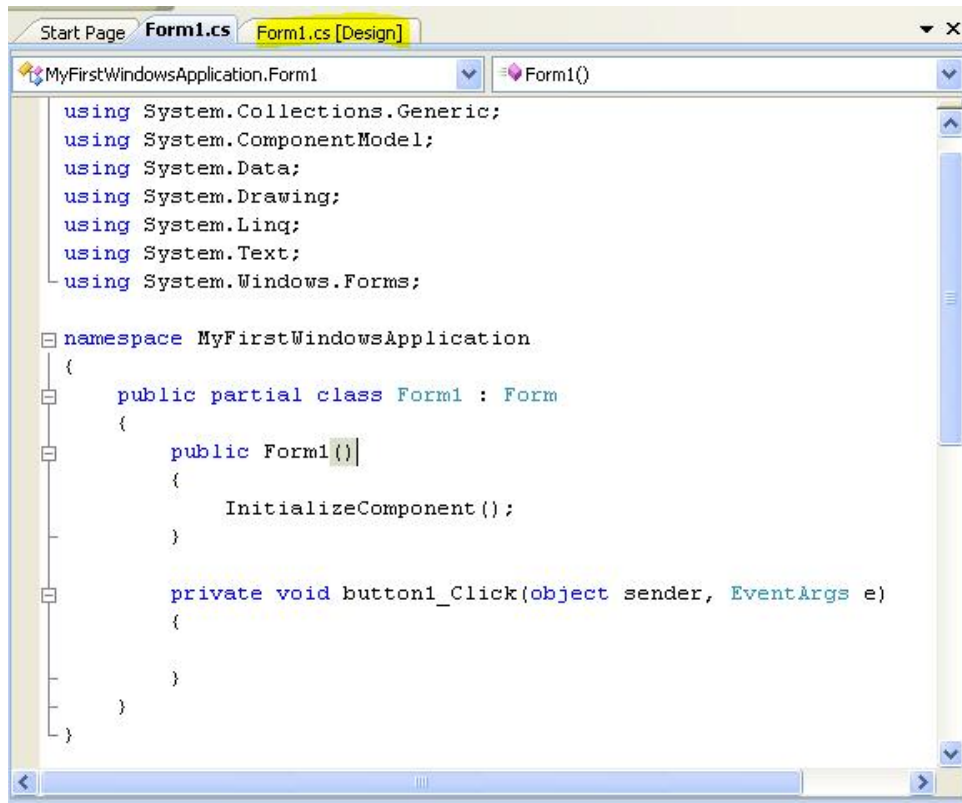 Start Page Form1.cs Form1.cs [Design]
MyFirstWindowsApplication.Form1 Form1()
using System.Collections.Generic;
using System.ComponentModel;
using System.Data;
using System.Drawing;
using System.Linq;
using System.Text;
using System.Windows.Forms;
namespace MyFirstWindowsApplication
{
public partial class Form1 : Form
{
public Form1()
{
InitializeComponent();
}
private void button1_Click(object sender, EventArgs e)
{
}
}
}